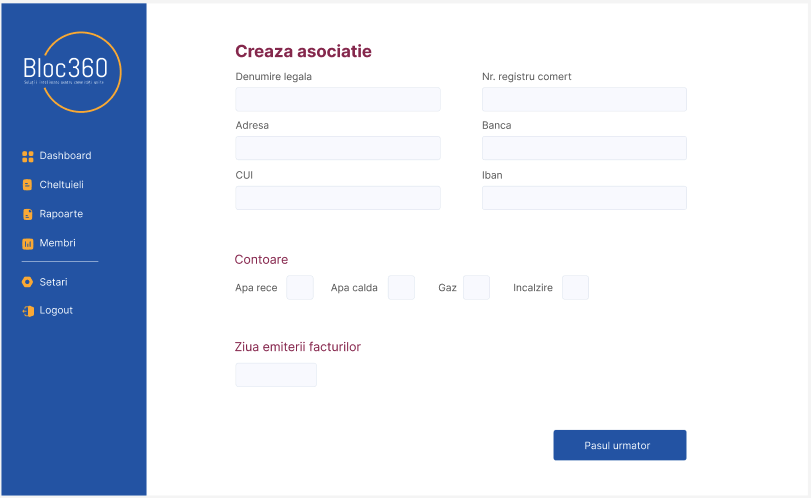 Bloc360
Dashboard
Cheltuieli
Rapoarte
Membri
Setari
Logout
Creaza asociatie
Denumire legala
Nr. registru comert
Adresa
Banca
CUI
Iban
Contoare
Apa rece
Apa calda
Gaz
Incalzire
Ziua emiterii facturilor
Pasul urmator